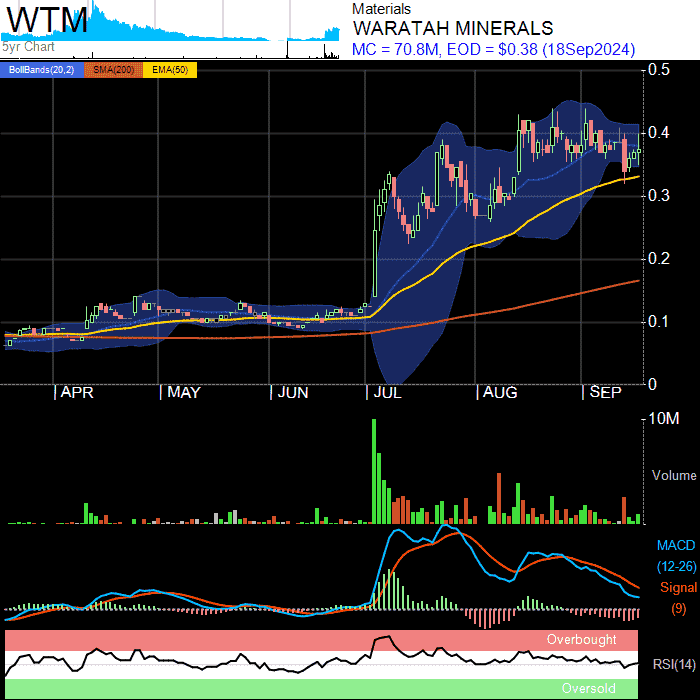 WTM
5yr Chart
Materials
WARATAH MINERALS
MC = 70.8M, EOD = $0.38 (18Sep2024)
BollBands(20,2) SMA(200) EMA(50)
0.5
0.4
0.3
0.2
0.1
0
APR MAY JUN JUL AUG SEP
10M
Volume
MACD
(12-26)
Signal
(9)
Overbought
RSI(14)
Oversold